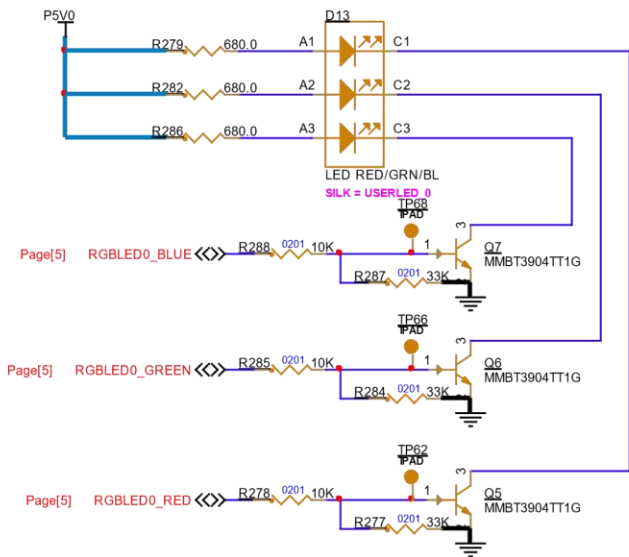 P5V0
D13
R279 680.0 A1 C1
R282 680.0 A2 C2
R286 680.0 A3 C3
LED RED/GRN/BL
SILK = USERLED_0
TP68
TPAD
Page[5] RGBLED0_BLUE R288 0201 10K 1 3 Q7
MMBT3904TT1G
R287 0201 33K
TP66
TPAD
Page[5] RGBLED0_GREEN R285 0201 10K 1 3 Q6
MMBT3904TT1G
R284 0201 33K
TP62
TPAD
Page[5] RGBLED0_RED R278 0201 10K 1 3 Q5
MMBT3904TT1G
R277 0201 33K